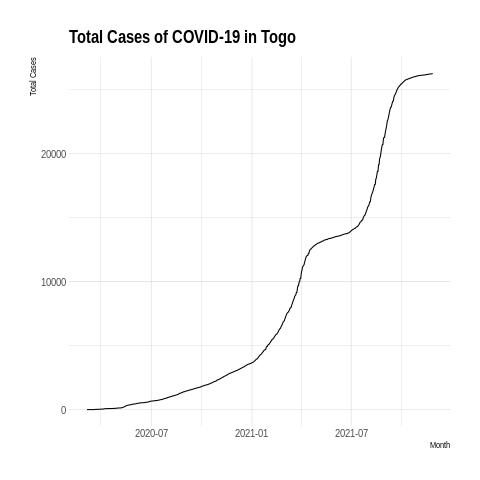 Total Cases of COVID-19 in Togo
Total Cases
20000
10000
0
2020-07
2021-01
2021-07
Month